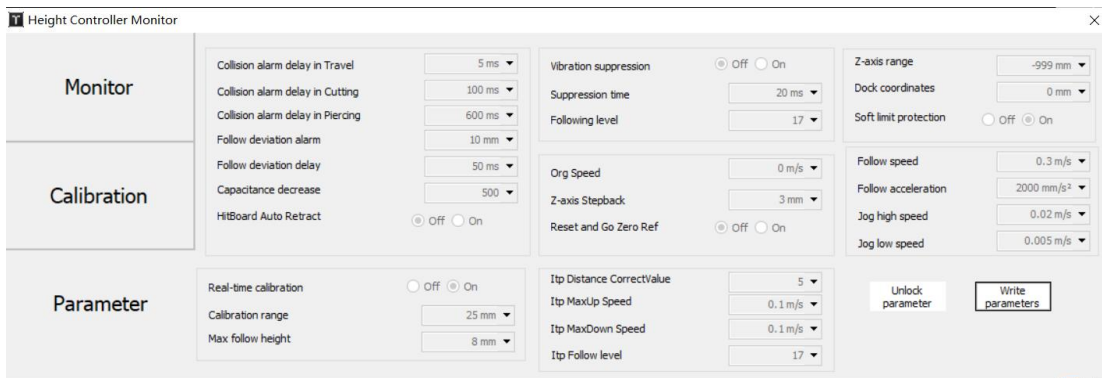 Height Controller Monitor
Monitor
Calibration
Parameter
Collision alarm delay in Travel 5 ms
Collision alarm delay in Cutting 100 ms
Collision alarm delay in Piercing 600 ms
Follow deviation alarm 10 mm
Follow deviation delay 50 ms
Capacitance decrease 500
HitBoard Auto Retract Off On
Real-time calibration Off On
Calibration range 25 mm
Max follow height 8 mm
Vibration suppression Off On
Suppression time 20 ms
Following level 17
Org Speed 0 m/s
Z-axis Stepback 3 mm
Reset and Go Zero Ref Off On
Itp Distance CorrectValue 5
Itp MaxUp Speed 0.1 m/s
Itp MaxDown Speed 0.1 m/s
Itp Follow level 17
Z-axis range -999 mm
Dock coordinates 0 mm
Soft limit protection Off On
Follow speed 0.3 m/s
Follow acceleration 2000 mm/s²
Jog high speed 0.02 m/s
Jog low speed 0.005 m/s
Unlock
parameter
Write
parameters